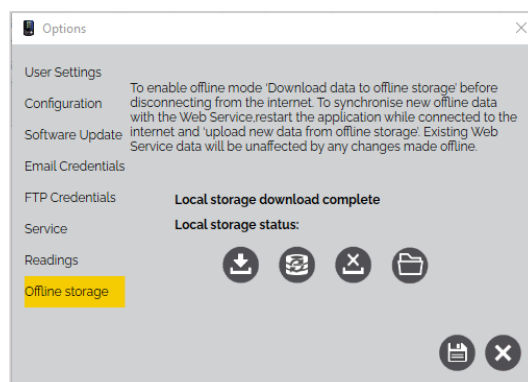 Options
User Settings
Configuration
Software Update
Email Credentials
FTP Credentials
Service
Readings
Offline storage
To enable offline mode 'Download data to offline storage' before
disconnecting from the internet. To synchronise new offline data
with the Web Service,restart the application while connected to the
internet and 'upload new data from offline storage'. Existing Web
Service data will be unaffected by any changes made offline.
Local storage download complete
Local storage status: